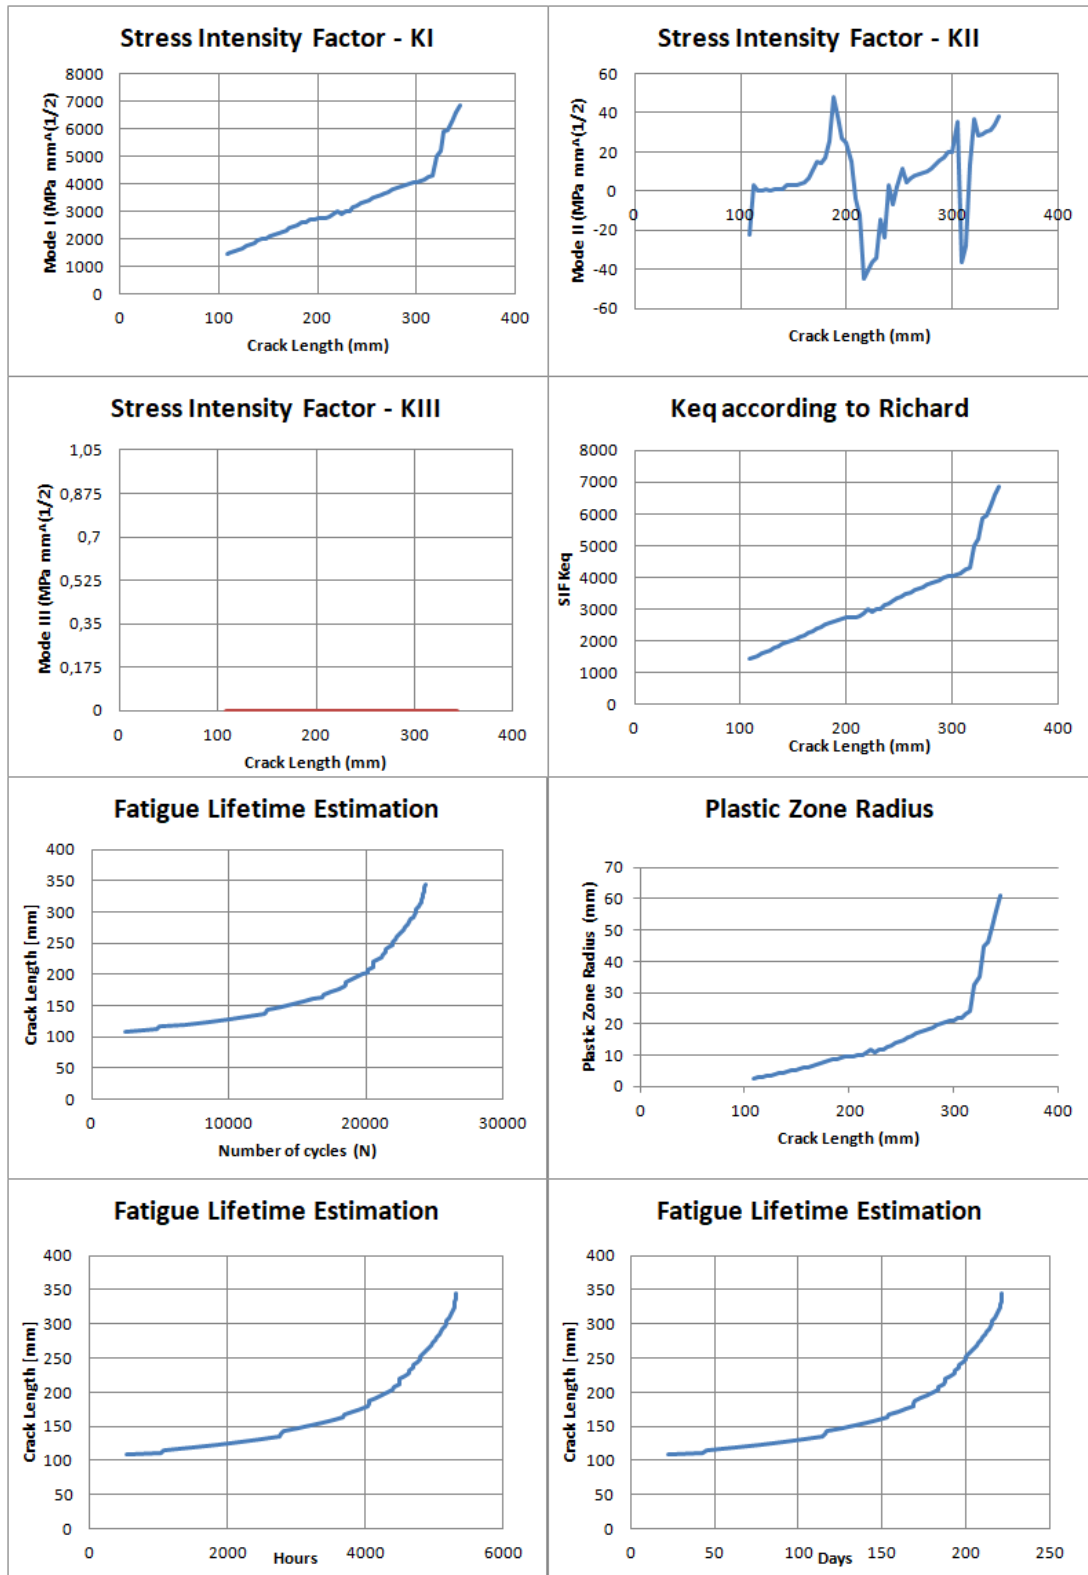 Stress Intensity Factor - KI
Mode I (MPa mm^(1/2)
8000
7000
6000
5000
4000
3000
2000
1000
0
0 100 200 300 400
Crack Length (mm)
Stress Intensity Factor - KII
Mode II (MPa mm^(1/2)
60
40
20
0
-20
-40
-60
0 100 200 300 400
Crack Length (mm)
Stress Intensity Factor - KIII
Mode III (MPa mm^(1/2)
1,05
0,875
0,7
0,525
0,35
0,175
0
0 100 200 300 400
Crack Length (mm)
Keq according to Richard
SIF Keq
8000
7000
6000
5000
4000
3000
2000
1000
0
0 100 200 300 400
Crack Length (mm)
Fatigue Lifetime Estimation
Crack Length [mm]
400
350
300
250
200
150
100
50
0
0 10000 20000 30000
Number of cycles (N)
Plastic Zone Radius
Plastic Zone Radius (mm)
70
60
50
40
30
20
10
0
0 100 200 300 400
Crack Length (mm)
Fatigue Lifetime Estimation
Crack Length [mm]
400
350
300
250
200
150
100
50
0
0 2000 4000 6000
Hours
Fatigue Lifetime Estimation
Crack Length [mm]
400
350
300
250
200
150
100
50
0
0 50 100 150 200 250
Days